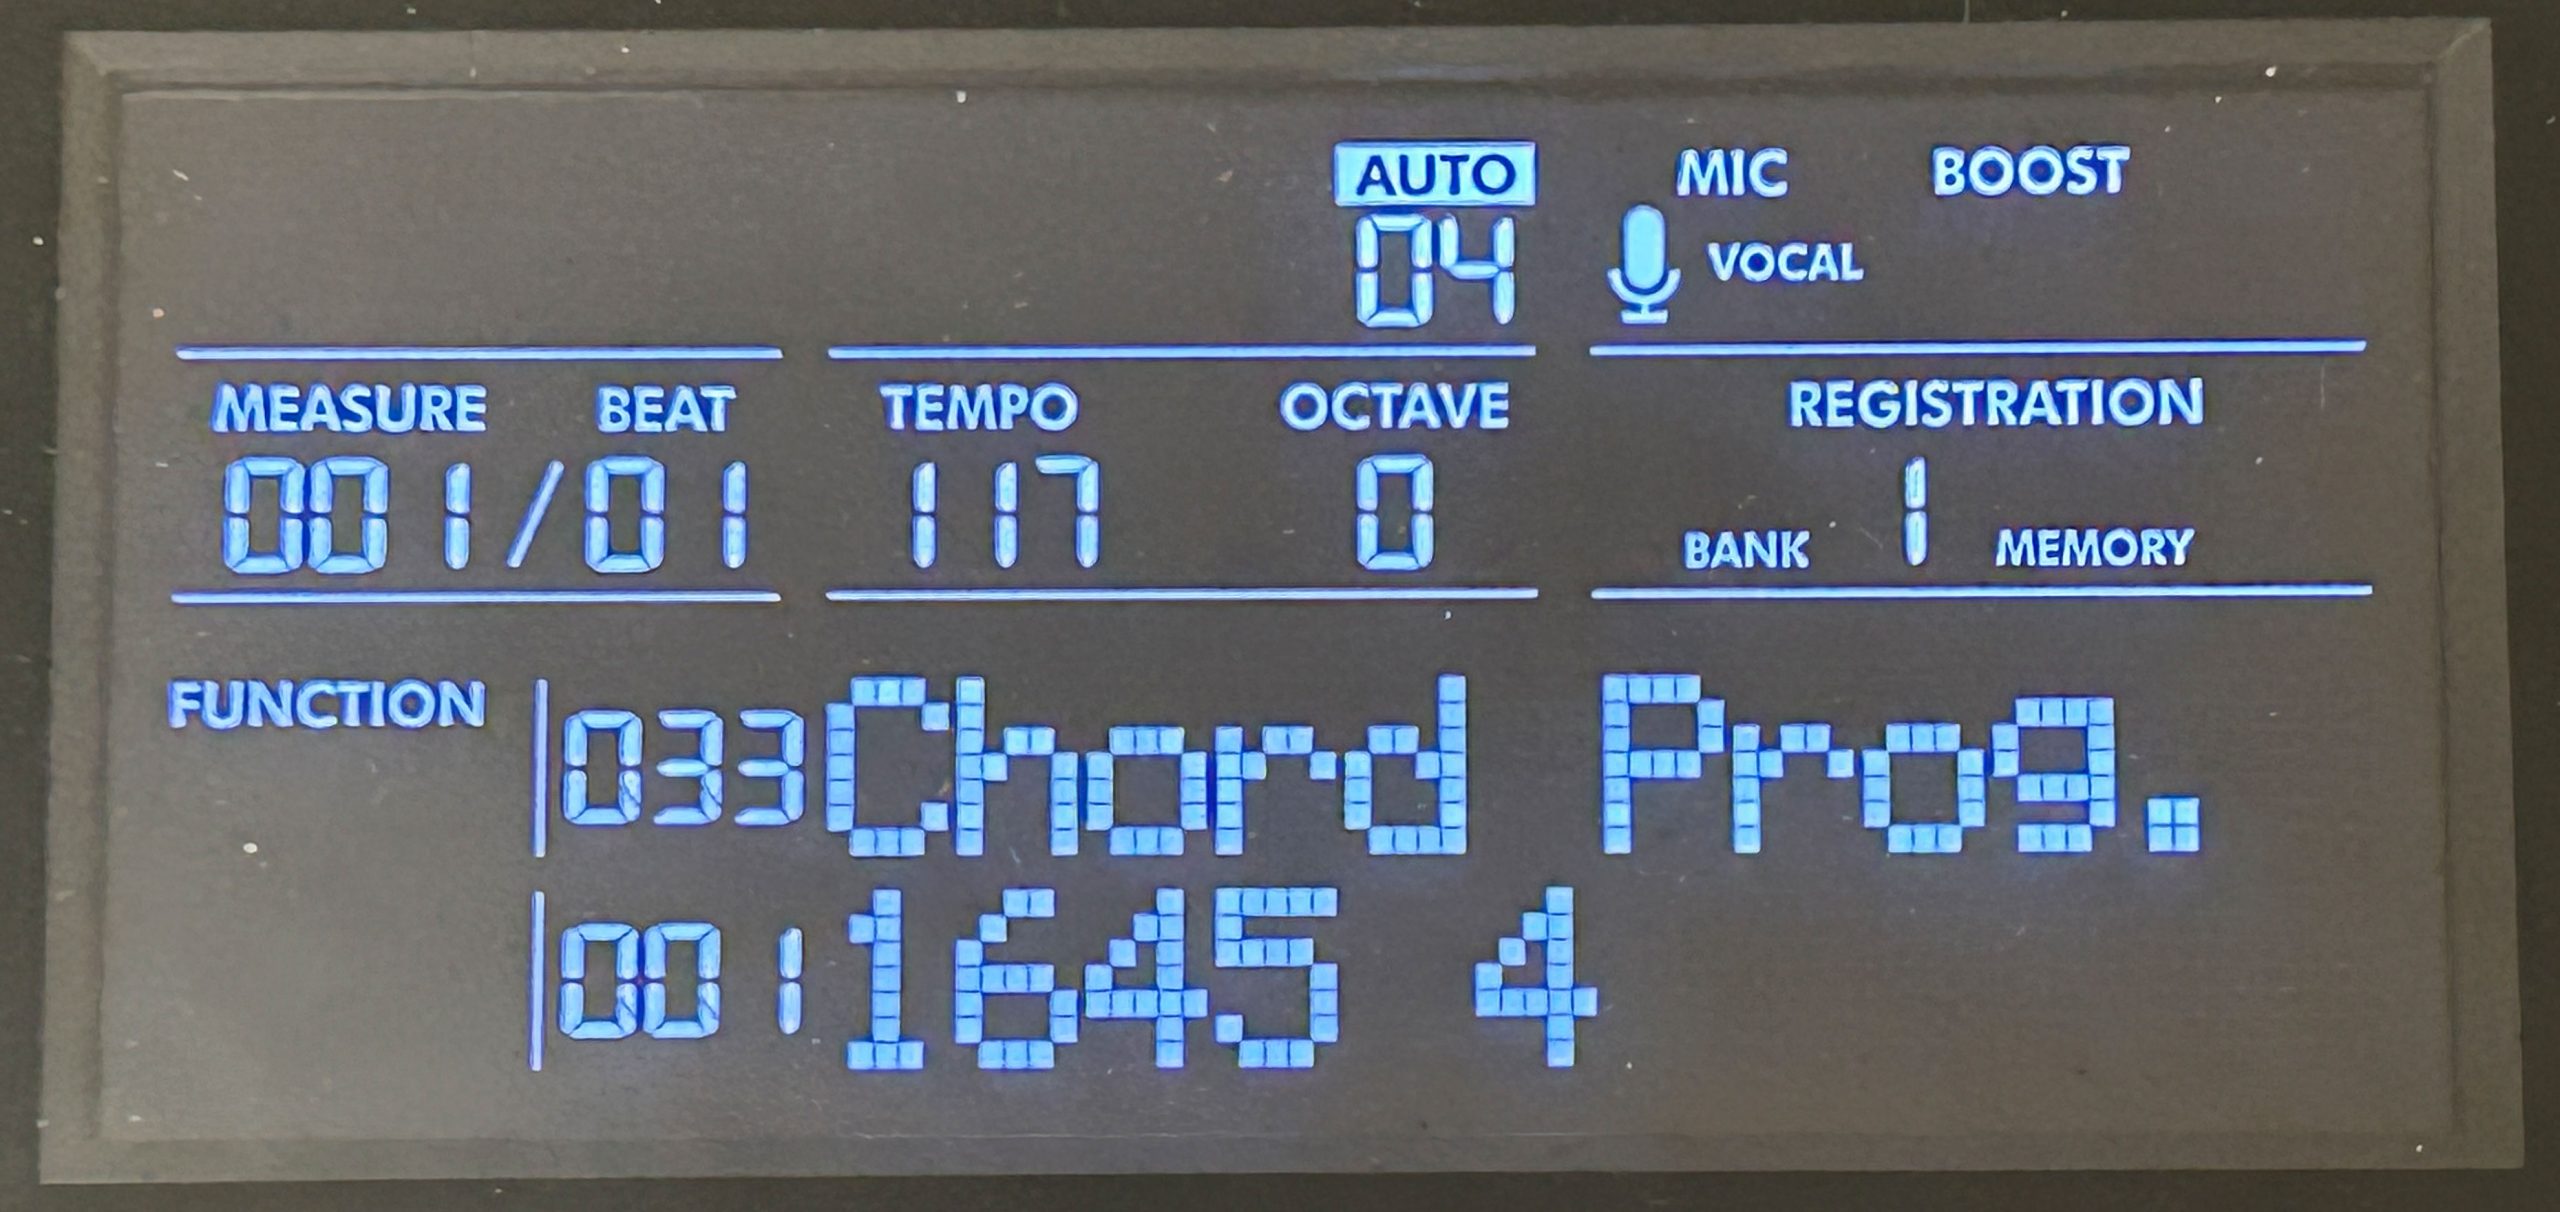 AUTO MIC BOOST
04 VOCAL
MEASURE BEAT TEMPO OCTAVE REGISTRATION
001/01 117 0 BANK 1 MEMORY
FUNCTION 033 Chord Prog.
001 1645 4